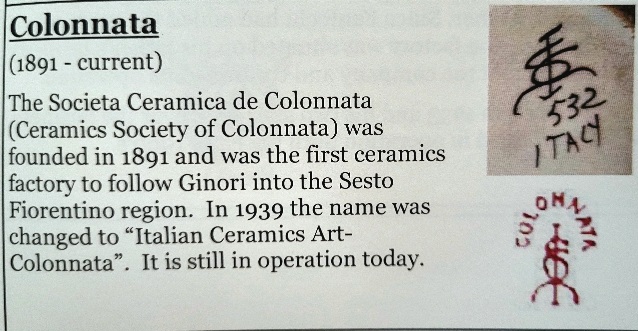 Colonnata
(1891 - current)
The Societa Ceramica de Colonnata
(Ceramics Society of Colonnata) was
founded in 1891 and was the first ceramics
factory to follow Ginori into the Sesto
Fiorentino region. In 1939 the name was
changed to “Italian Ceramics Art-
Colonnata”. It is still in operation today.
532
ITALY
COLONNATA